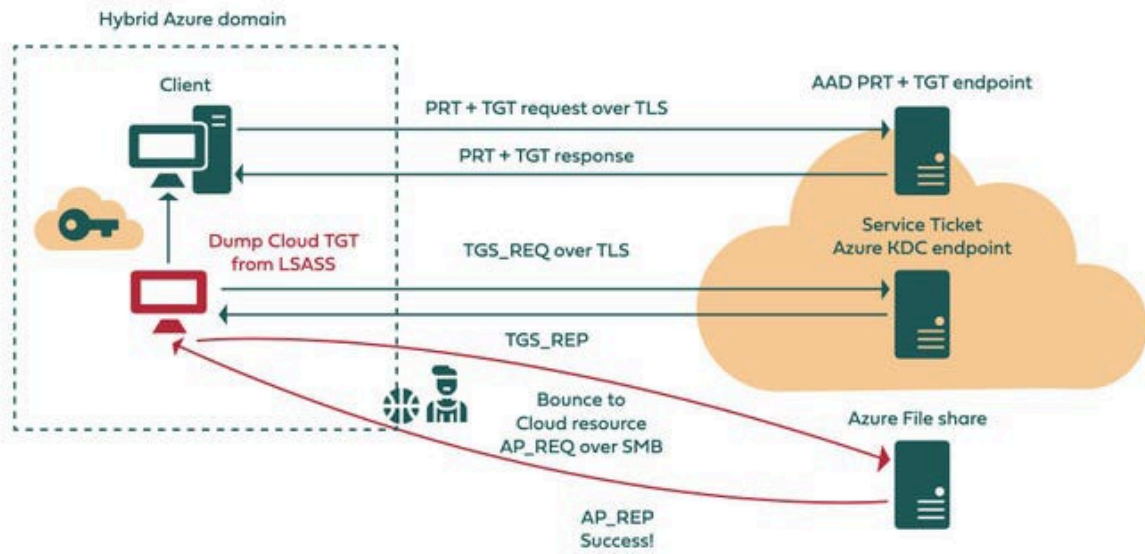 Hybrid Azure domain
Client
AAD PRT + TGT endpoint
PRT + TGT request over TLS
PRT + TGT response
Dump Cloud TGT
from LSASS
TGS_REQ over TLS
Service Ticket
Azure KDC endpoint
TGS_REP
Bounce to
Cloud resource
AP_REQ over SMB
Azure File share
AP_REP
Success!